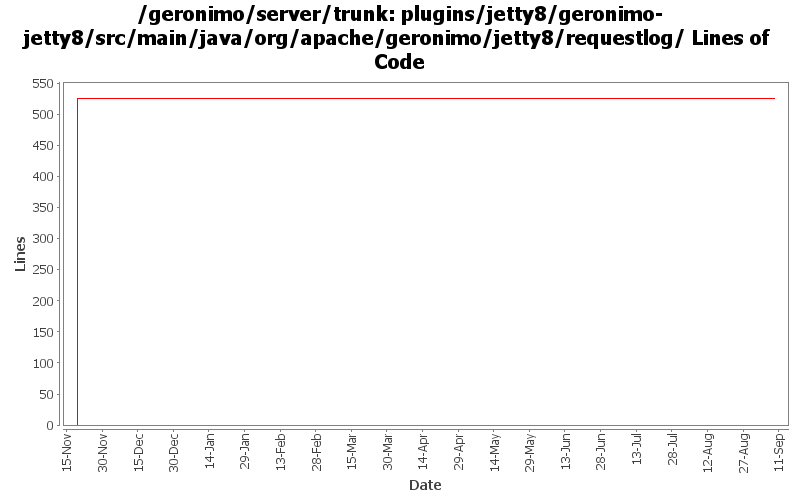 /geronimo/server/trunk: plugins/jetty8/geronimo-
jetty8/src/main/java/org/apache/geronimo/jetty8/requestlog/ Lines of
Code
550
500
450
400
350
300
250
200
150
100
50
0
Lines
15-Nov
30-Nov
15-Dec
30-Dec
14-Jan
29-Jan
13-Feb
28-Feb
15-Mar
30-Mar
14-Apr
29-Apr
14-May
29-May
13-Jun
28-Jun
13-Jul
28-Jul
12-Aug
27-Aug
11-Sep
Date